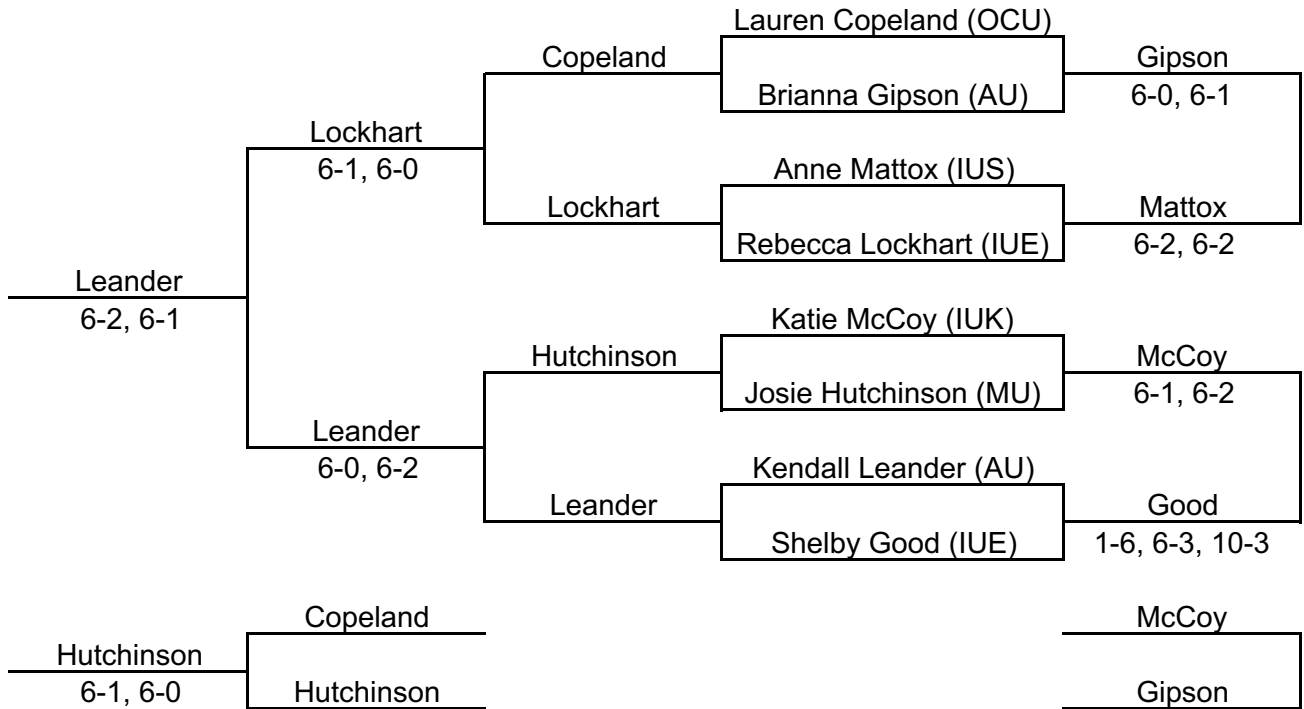 Lauren Copeland (OCU)
Copeland
Gipson
Brianna Gipson (AU)
6-0, 6-1
Lockhart
6-1, 6-0
Anne Mattox (IUS)
Lockhart
Mattox
Rebecca Lockhart (IUE)
6-2, 6-2
Leander
6-2, 6-1
Katie McCoy (IUK)
Hutchinson
McCoy
Josie Hutchinson (MU)
6-1, 6-2
Leander
6-0, 6-2
Kendall Leander (AU)
Leander
Good
Shelby Good (IUE)
1-6, 6-3, 10-3
Copeland
McCoy
Hutchinson
6-1, 6-0
Hutchinson
Gipson